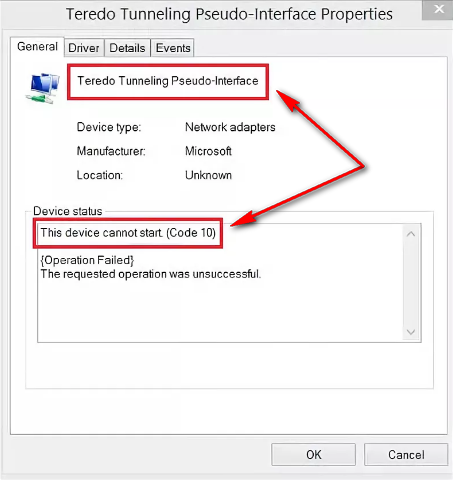 Teredo Tunneling Pseudo-Interface Properties
General Driver Details Events
Teredo Tunneling Pseudo-Interface
Device type: Network adapters
Manufacturer: Microsoft
Location: Unknown
Device status
This device cannot start. (Code 10)
{Operation Failed}
The requested operation was unsuccessful.
OK Cancel